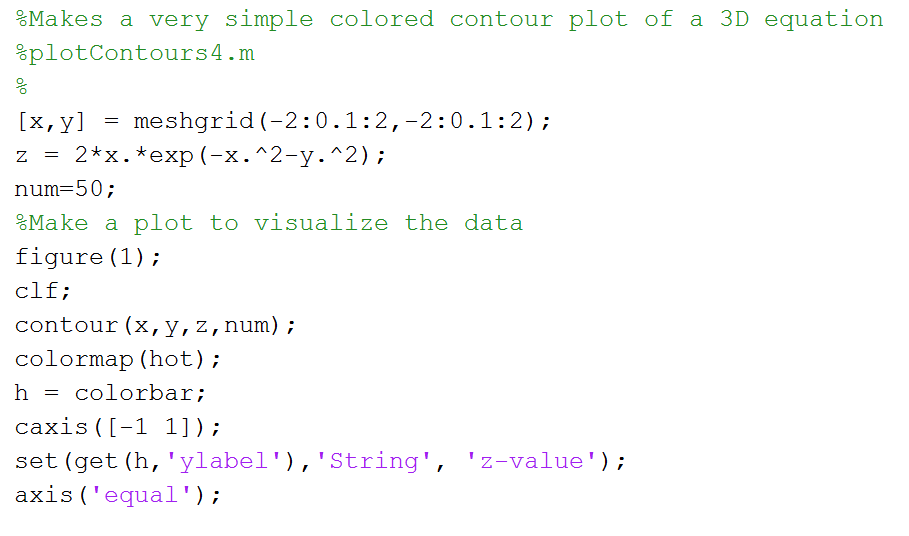 %Makes a very simple colored contour plot of a 3D equation
%plotContours4.m
%
[x,y] = meshgrid(-2:0.1:2,-2:0.1:2);
z = 2*x.*exp(-x.^2-y.^2);
num=50;
%Make a plot to visualize the data
figure(1);
clf;
contour(x,y,z,num);
colormap(hot);
h = colorbar;
caxis([-1 1]);
set(get(h,'ylabel'),'String', 'z-value');
axis('equal');